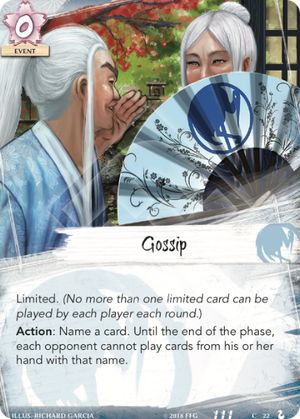 0
EVENT
Gossip
Limited. (No more than one limited card can be
played by each player each round.)
Action: Name a card. Until the end of the phase,
each opponent cannot play cards from his or her
hand with that name.
ILLUS: RICHARD GARCIA © 2018 FFG III C 22